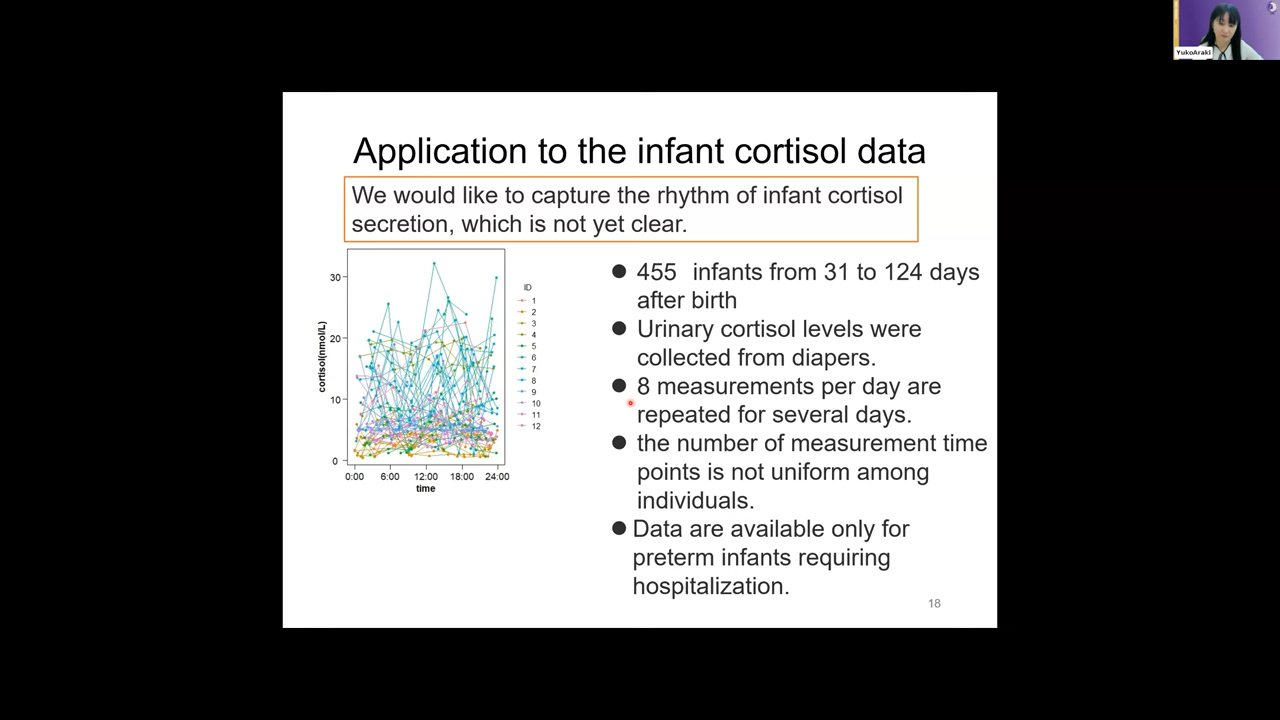 YukoAraki
Application to the infant cortisol data
We would like to capture the rhythm of infant cortisol
secretion, which is not yet clear.
cortisol(nmol/L)
30
20
10
0
0:00 6:00 12:00 18:00 24:00
time
ID
1
2
3
4
5
6
7
8
9
10
11
12
● 455 infants from 31 to 124 days
after birth
● Urinary cortisol levels were
collected from diapers.
● 8 measurements per day are
repeated for several days.
● the number of measurement time
points is not uniform among
individuals.
● Data are available only for
preterm infants requiring
hospitalization.
18